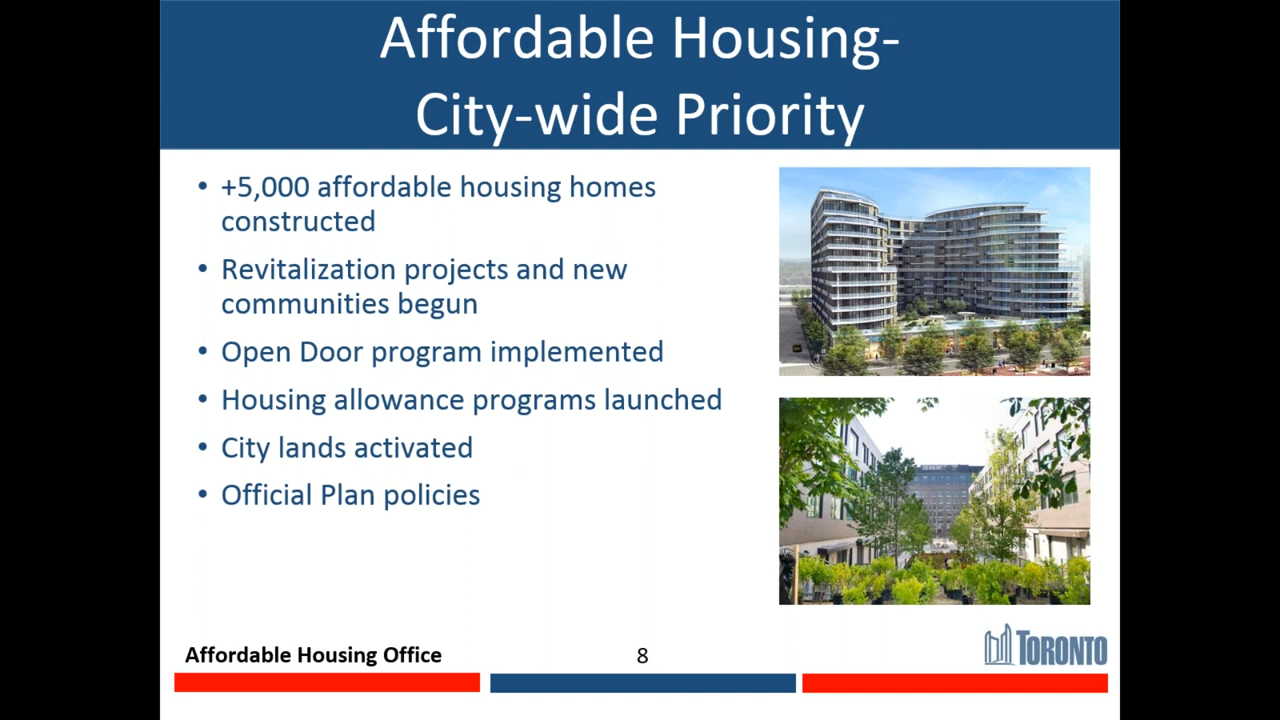 Affordable Housing-
City-wide Priority
• +5,000 affordable housing homes
constructed
• Revitalization projects and new
communities begun
• Open Door program implemented
• Housing allowance programs launched
• City lands activated
• Official Plan policies
Affordable Housing Office
8
TORONTO